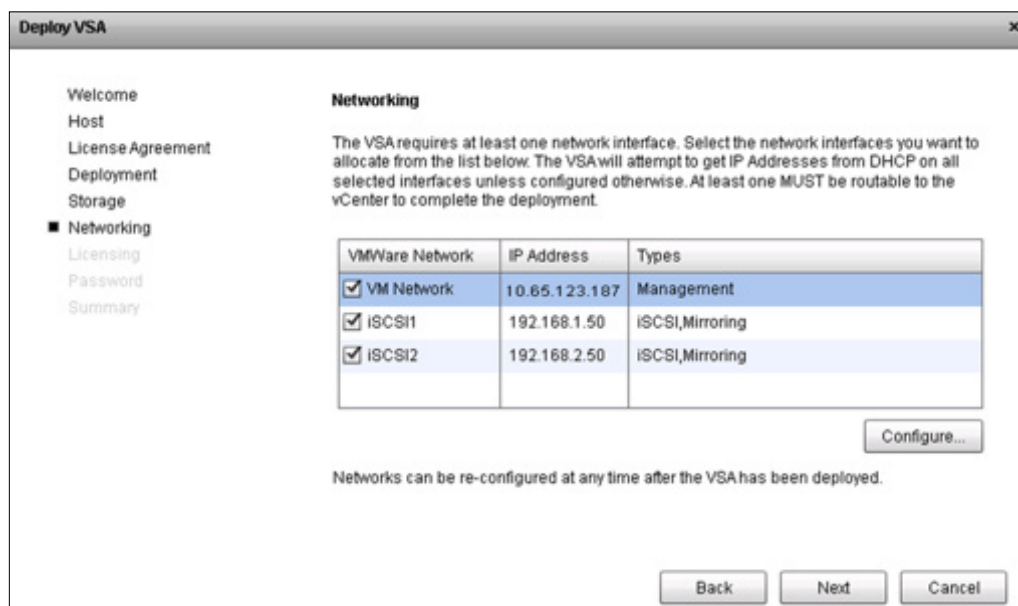 Deploy VSA
x
Welcome
Host
License Agreement
Deployment
Storage
Networking
Licensing
Password
Summary
Networking
The VSA requires at least one network interface. Select the network interfaces you want to
allocate from the list below. The VSA will attempt to get IP Addresses from DHCP on all
selected interfaces unless configured otherwise. At least one MUST be routable to the
vCenter to complete the deployment.
VMWare Network IP Address Types
VM Network 10.65.123.187 Management
iSCSI1 192.168.1.50 iSCSI,Mirroring
iSCSI2 192.168.2.50 iSCSI,Mirroring
Configure...
Networks can be re-configured at any time after the VSA has been deployed.
Back Next Cancel